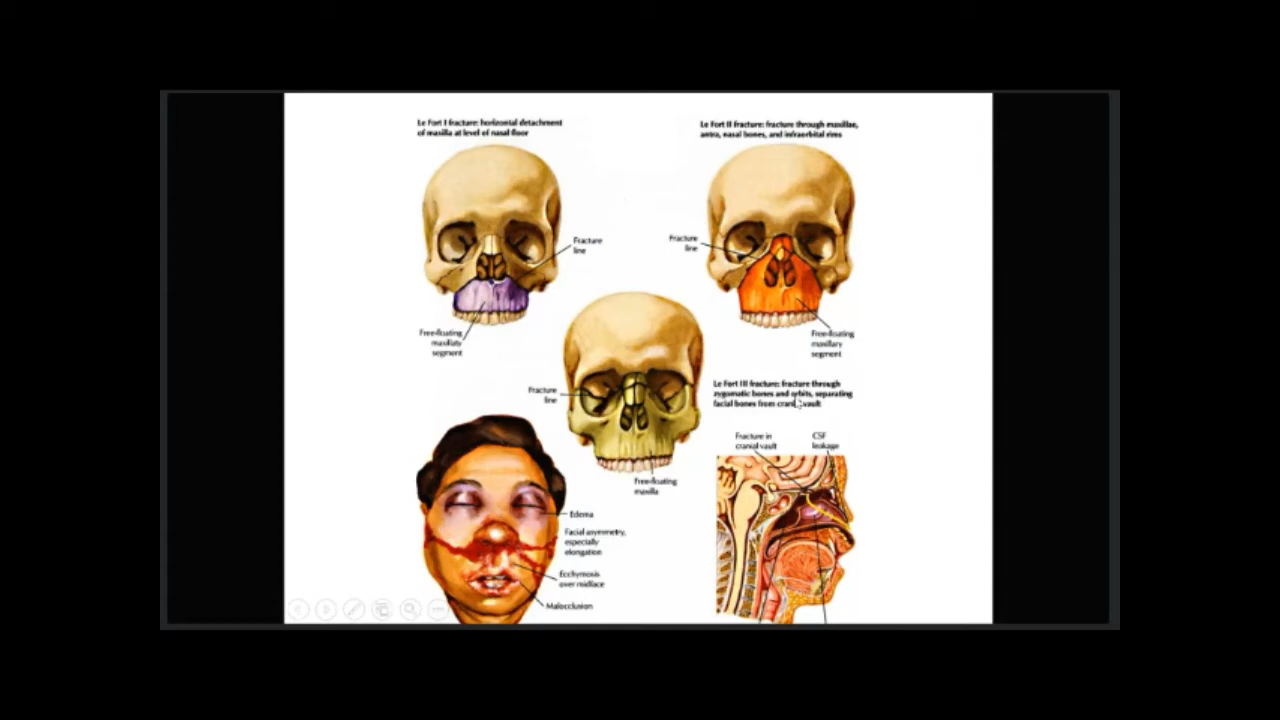 Le Fort I fracture: horizontal detachment
of maxilla at level of nasal floor
Le Fort II fracture: fracture through maxillae,
antra, nasal bones, and infraorbital rims
Fracture
line
Fracture
line
Free-floating
maxillary
segment
Free-floating
maxillary
segment
Fracture
line
Le Fort III fracture: fracture through
zygomatic bones and orbits, separating
facial bones from cranial vault
Fracture in
cranial vault
CSF
leakage
Free-floating
maxilla
Edema
Facial asymmetry,
especially
elongation
Ecchymosis
over midface
Malocclusion